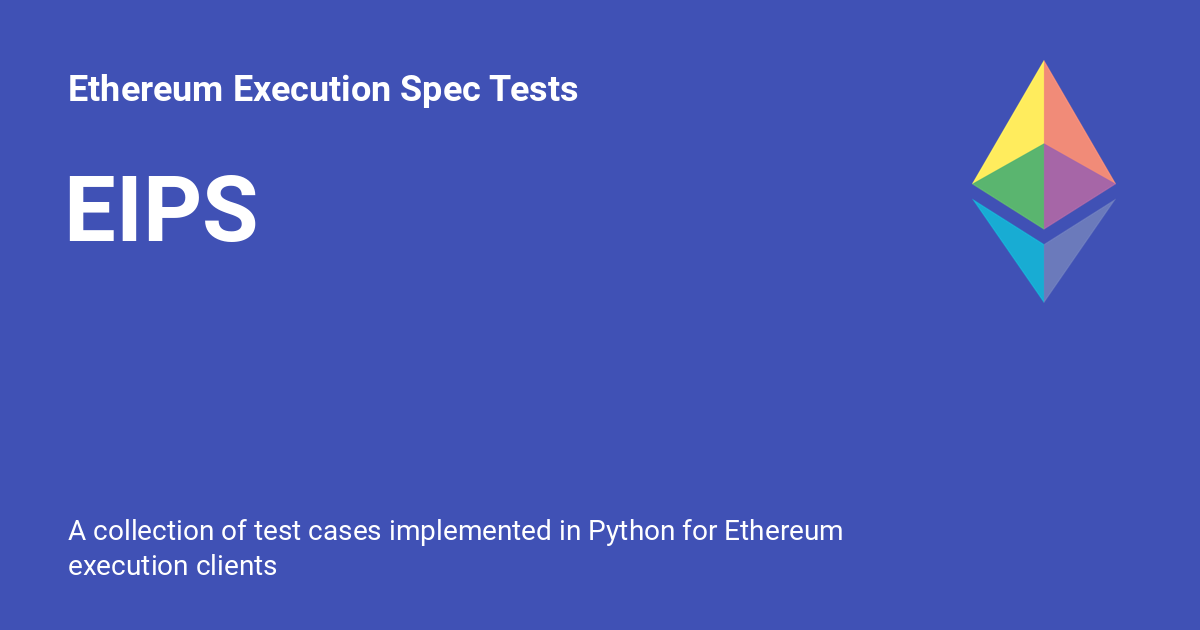 Ethereum Execution Spec Tests
EIPS
A collection of test cases implemented in Python for Ethereum
execution clients